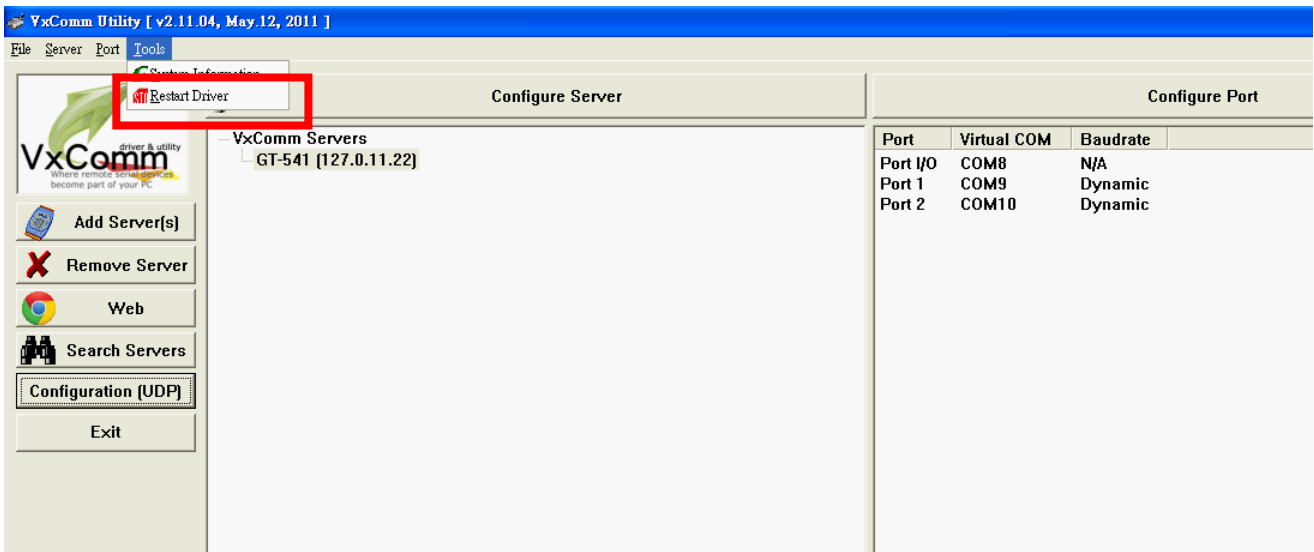 VxComm Utility [ v2.11.04, May.12, 2011 ]
File Server Port Tools
System Information
Restart Driver
Configure Server
Configure Port
VxComm
driver & utility
Where remote serial devices
become part of your PC
Add Server(s)
Remove Server
Web
Search Servers
Configuration (UDP)
Exit
VxComm Servers
GT-541 (127.0.11.22)
Port Virtual COM Baudrate
Port I/O COM8 N/A
Port 1 COM9 Dynamic
Port 2 COM10 Dynamic